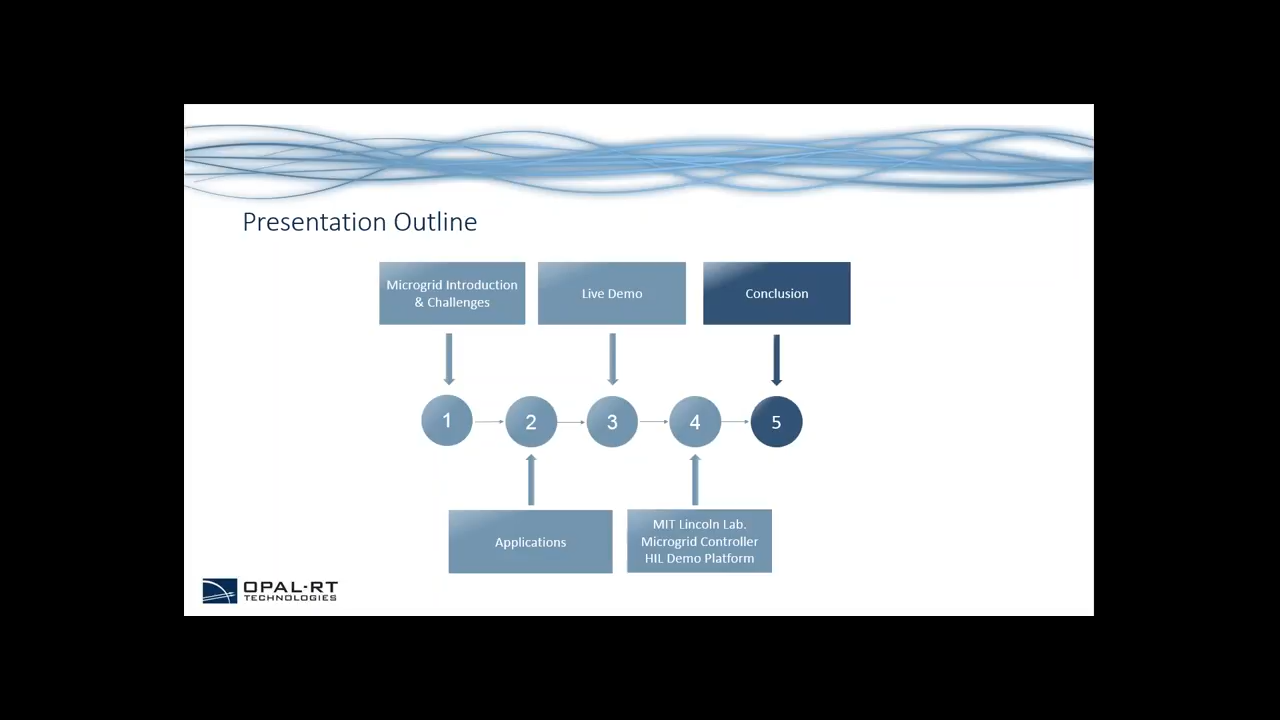 Presentation Outline
Microgrid Introduction
& Challenges
Live Demo
Conclusion
1
2
3
4
5
Applications
MIT Lincoln Lab.
Microgrid Controller
HIL Demo Platform
OPAL-RT
TECHNOLOGIES